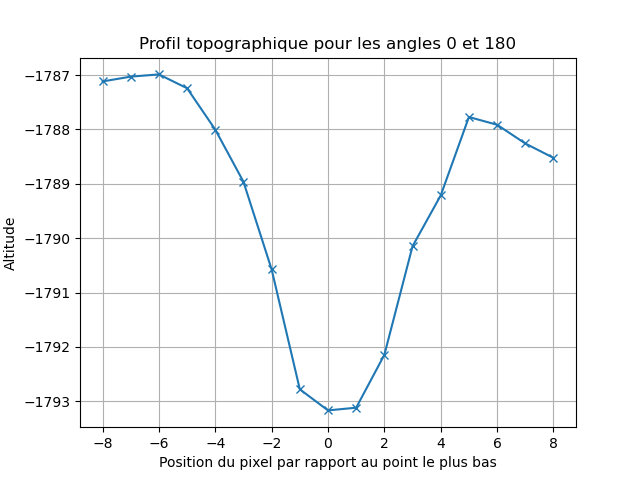 Profil topographique pour les angles 0 et 180
Altitude
−1787
−1788
−1789
−1790
−1791
−1792
−1793
−8 −6 −4 −2 0 2 4 6 8
Position du pixel par rapport au point le plus bas